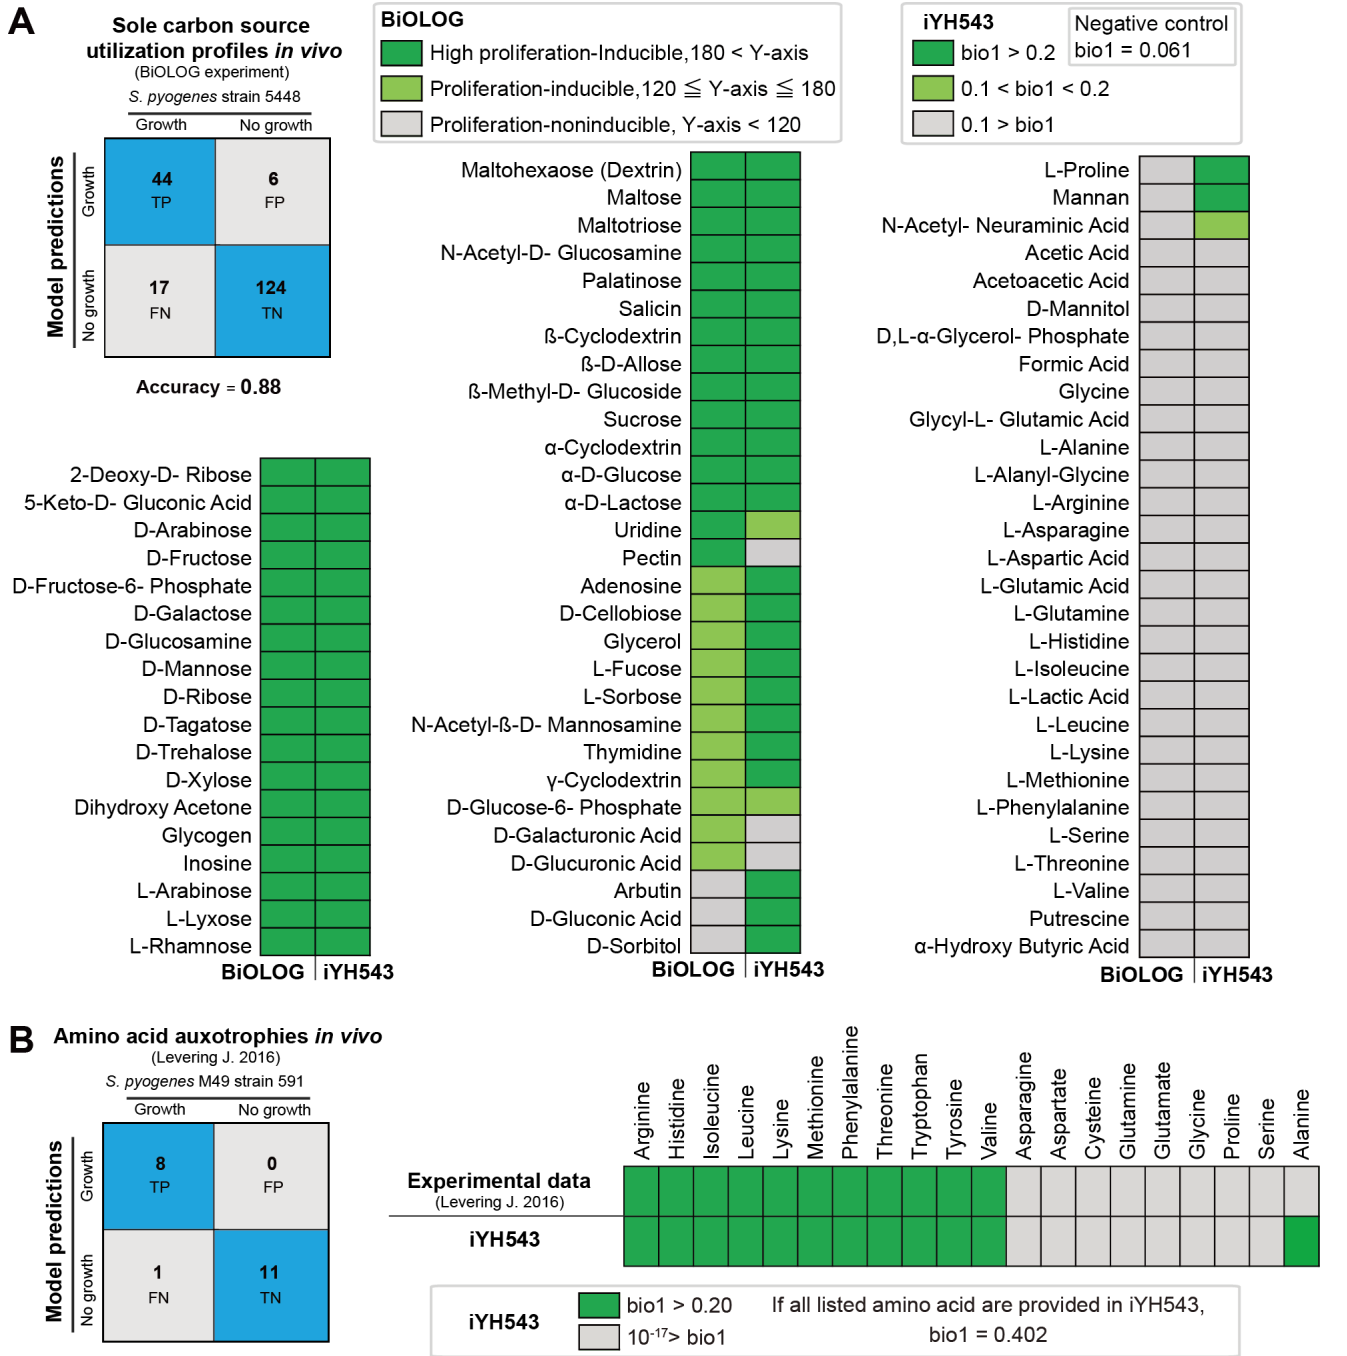 A
Sole carbon source
utilization profiles in vivo
(BiOLOG experiment)
S. pyogenes strain 5448
Growth
No growth
Model predictions
Growth
No growth
44
TP
6
FP
17
FN
124
TN
Accuracy = 0.88
BiOLOG
High proliferation-Inducible,180 < Y-axis
Proliferation-inducible,120 ≦ Y-axis ≦ 180
Proliferation-noninducible, Y-axis < 120
iYH543
bio1 > 0.2
0.1 < bio1 < 0.2
0.1 > bio1
Negative control
bio1 = 0.061
2-Deoxy-D- Ribose
5-Keto-D- Gluconic Acid
D-Arabinose
D-Fructose
D-Fructose-6- Phosphate
D-Galactose
D-Glucosamine
D-Mannose
D-Ribose
D-Tagatose
D-Trehalose
D-Xylose
Dihydroxy Acetone
Glycogen
Inosine
L-Arabinose
L-Lyxose
L-Rhamnose
BiOLOG iYH543
Maltohexaose (Dextrin)
Maltose
Maltotriose
N-Acetyl-D- Glucosamine
Palatinose
Salicin
ß-Cyclodextrin
ß-D-Allose
ß-Methyl-D- Glucoside
Sucrose
α-Cyclodextrin
α-D-Glucose
α-D-Lactose
Uridine
Pectin
Adenosine
D-Cellobiose
Glycerol
L-Fucose
L-Sorbose
N-Acetyl-ß-D- Mannosamine
Thymidine
γ-Cyclodextrin
D-Glucose-6- Phosphate
D-Galacturonic Acid
D-Glucuronic Acid
Arbutin
D-Gluconic Acid
D-Sorbitol
BiOLOG iYH543
L-Proline
Mannan
N-Acetyl- Neuraminic Acid
Acetic Acid
Acetoacetic Acid
D-Mannitol
D,L-α-Glycerol- Phosphate
Formic Acid
Glycine
Glycyl-L- Glutamic Acid
L-Alanine
L-Alanyl-Glycine
L-Arginine
L-Asparagine
L-Aspartic Acid
L-Glutamic Acid
L-Glutamine
L-Histidine
L-Isoleucine
L-Lactic Acid
L-Leucine
L-Lysine
L-Methionine
L-Phenylalanine
L-Serine
L-Threonine
L-Valine
Putrescine
α-Hydroxy Butyric Acid
BiOLOG iYH543
B
Amino acid auxotrophies in vivo
(Levering J. 2016)
S. pyogenes M49 strain 591
Growth
No growth
Model predictions
Growth
No growth
8
TP
0
FP
1
FN
11
TN
Arginine
Histidine
Isoleucine
Leucine
Lysine
Methionine
Phenylalanine
Threonine
Tryptophan
Tyrosine
Valine
Asparagine
Aspartate
Cysteine
Glutamine
Glutamate
Glycine
Proline
Serine
Alanine
Experimental data
(Levering J. 2016)
iYH543
iYH543
bio1 > 0.20
10⁻¹⁷> bio1
If all listed amino acid are provided in iYH543,
bio1 = 0.402